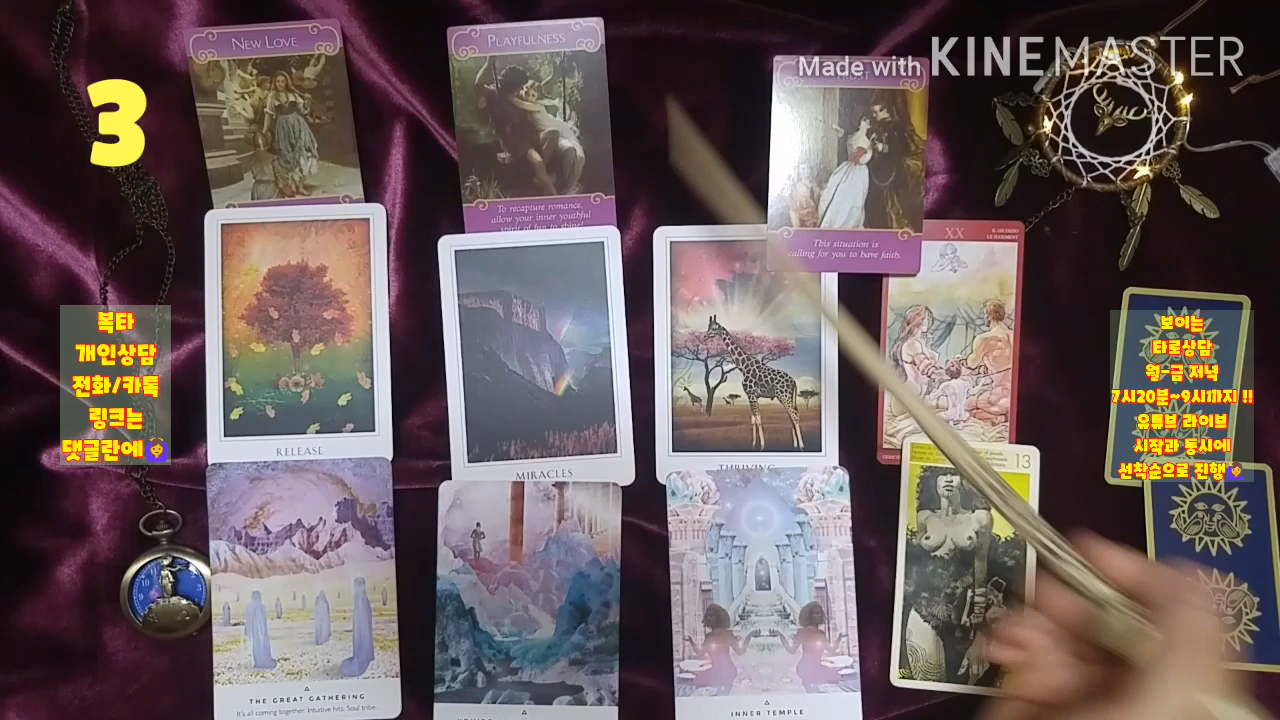 Made with KINEMASTER
3
NEW LOVE
PLAYFULNESS
To recapture romance,
allow your inner youthful
spirit of fun to shine!
This situation is
calling for you to have faith.
XX
IL GIUDIZIO
LE JUGEMENT
RELEASE
MIRACLES
THRIVING
13
THE GREAT GATHERING
It's all coming together. Intuitive hits. Soul tribe.
INNER TEMPLE
복타
개인상담
전화/카톡
링크는
댓글란에🙆‍♀️
보이는
타로상담
월-금 저녁
7시20분~9시까지 !!
유튜브 라이브
시작과 동시에
선착순으로 진행🙋‍♀️